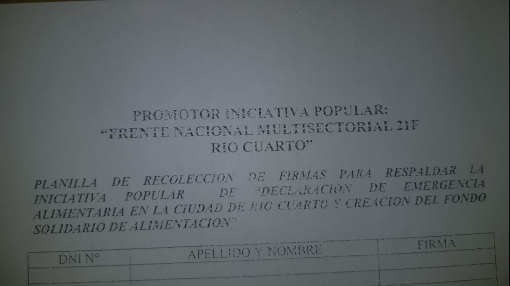 PROMOTOR INICIATIVA POPULAR:
"FRENTE NACIONAL MULTISECTORIAL 21F
RIO CUARTO"
PLANILLA DE RECOLECCION DE FIRMAS PARA RESPALDAR LA
INICIATIVA POPULAR DE "DECLARACION DE EMERGENCIA
ALIMENTARIA EN LA CIUDAD DE RIO CUARTO Y CREACION DEL FONDO
SOLIDARIO DE ALIMENTACION"
DNI Nº APELLIDO Y NOMBRE FIRMA